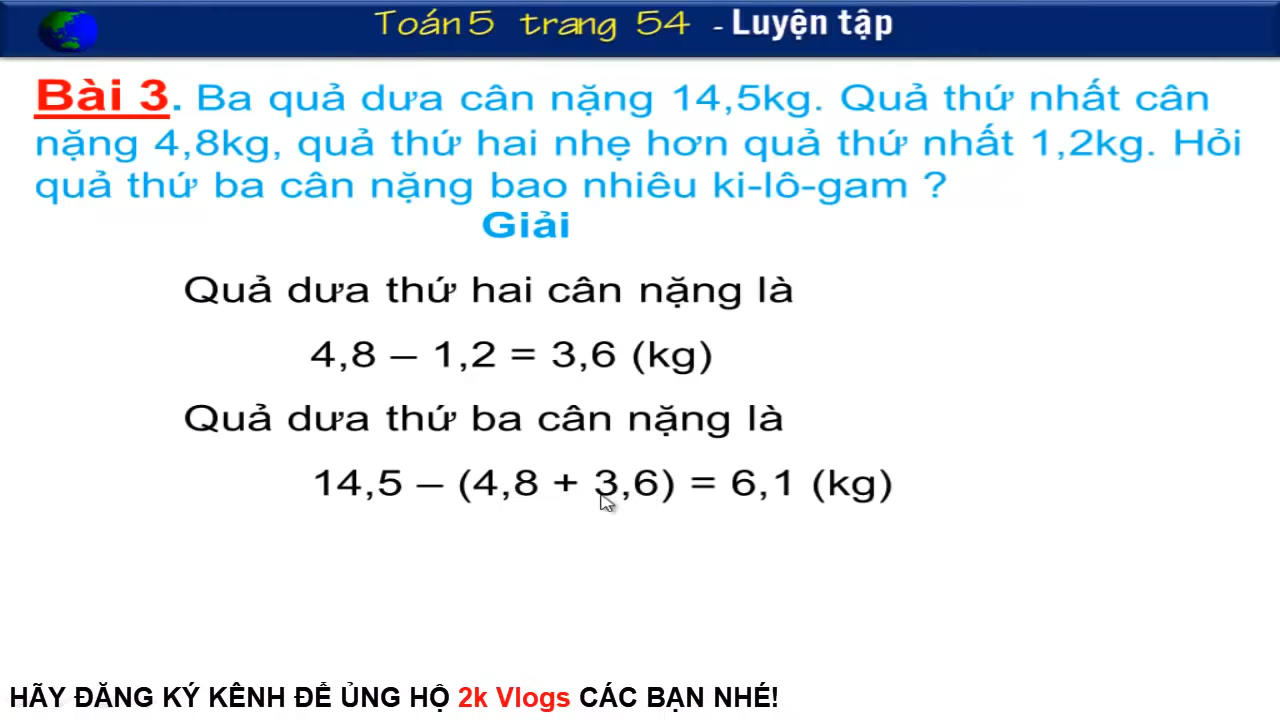 Toán 5 trang 54 - Luyện tập
Bài 3. Ba quả dưa cân nặng 14,5kg. Quả thứ nhất cân
nặng 4,8kg, quả thứ hai nhẹ hơn quả thứ nhất 1,2kg. Hỏi
quả thứ ba cân nặng bao nhiêu ki-lô-gam ?
Giải
Quả dưa thứ hai cân nặng là
4,8 – 1,2 = 3,6 (kg)
Quả dưa thứ ba cân nặng là
14,5 – (4,8 + 3,6) = 6,1 (kg)
HÃY ĐĂNG KÝ KÊNH ĐỂ ỦNG HỘ 2k Vlogs CÁC BẠN NHÉ!